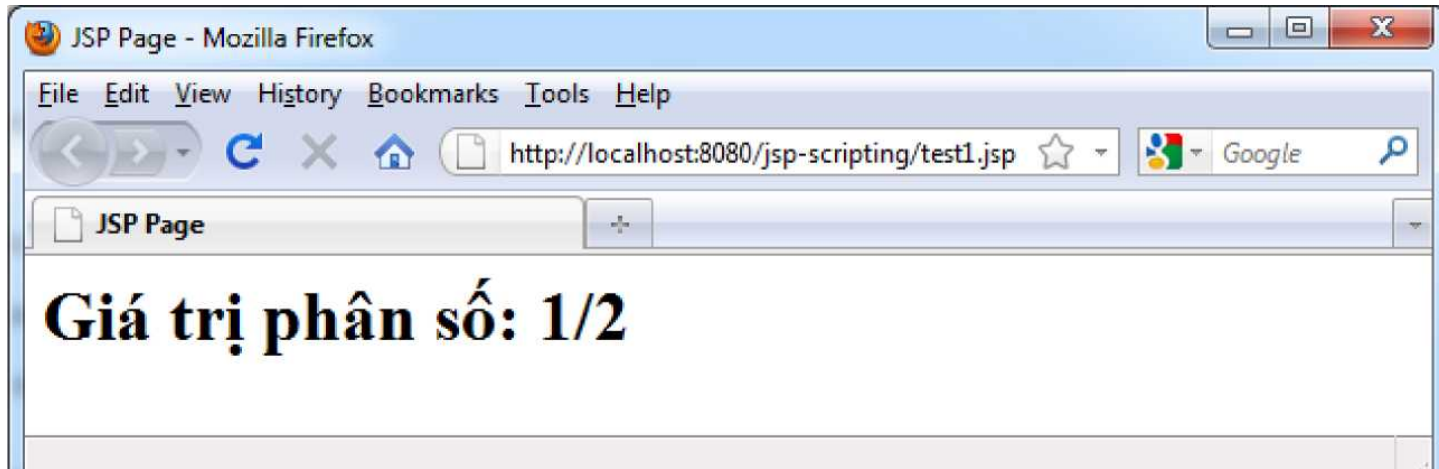 JSP Page - Mozilla Firefox
File Edit View History Bookmarks Tools Help
http://localhost:8080/jsp-scripting/test1.jsp Google
JSP Page
Giá trị phân số: 1/2